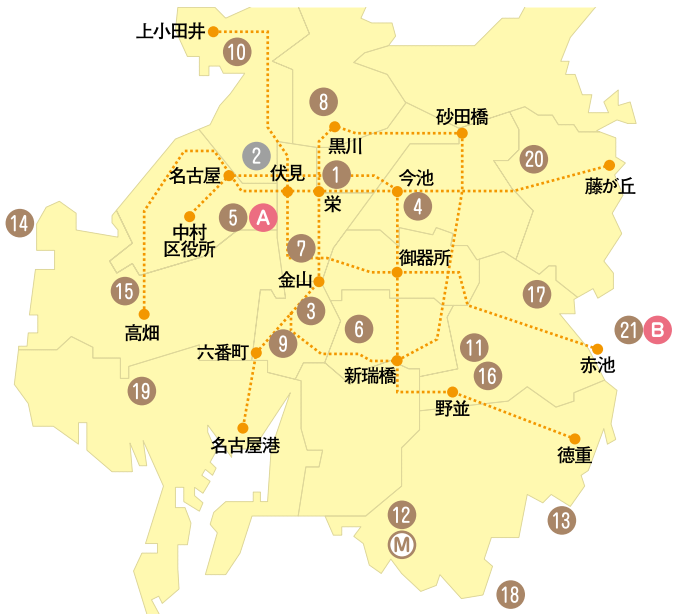 上小田井
10
8
砂田橋
黒川
2
20
名古屋
伏見
1
今池
藤が丘
栄
4
14
5 A
中村
区役所
7
御器所
金山
15
17
3
高畑
6
21 B
9
六番町
11
赤池
新瑞橋
16
19
野並
名古屋港
徳重
12
13
M
18